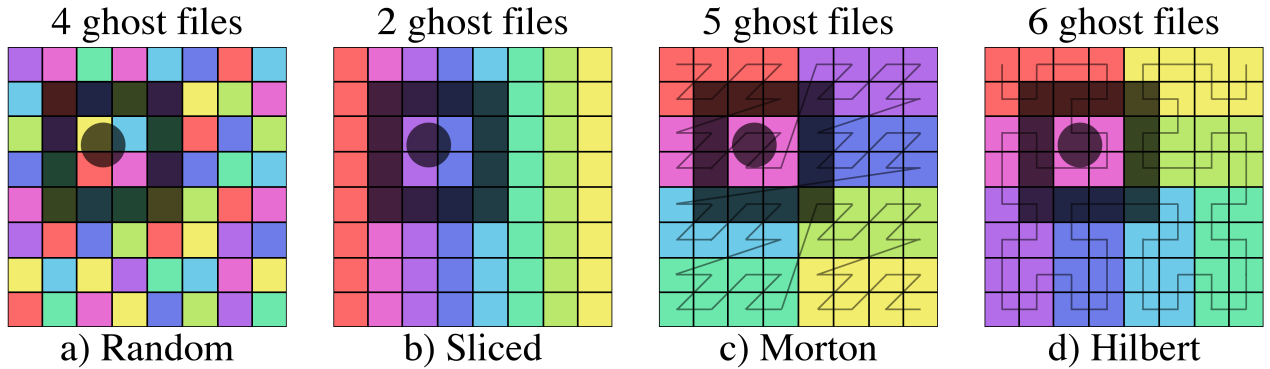 4 ghost files
2 ghost files
5 ghost files
6 ghost files
a) Random
b) Sliced
c) Morton
d) Hilbert